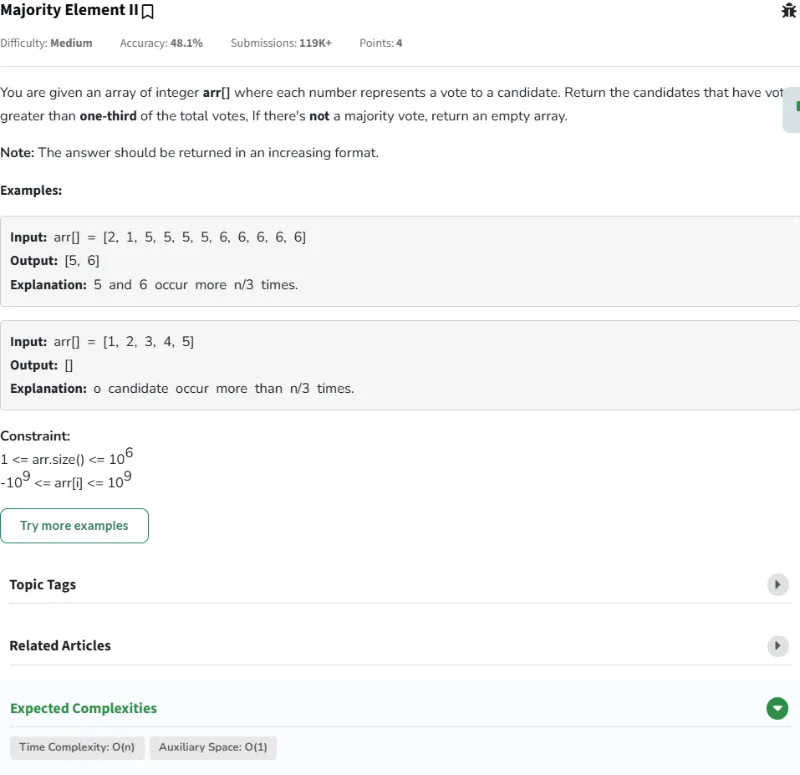 Majority Element II
Difficulty: Medium Accuracy: 48.1% Submissions: 119K+ Points: 4
You are given an array of integer arr[] where each number represents a vote to a candidate. Return the candidates that have vot
greater than one-third of the total votes, If there's not a majority vote, return an empty array.
Note: The answer should be returned in an increasing format.
Examples:
Input: arr[] = [2, 1, 5, 5, 5, 5, 6, 6, 6, 6, 6]
Output: [5, 6]
Explanation: 5 and 6 occur more n/3 times.
Input: arr[] = [1, 2, 3, 4, 5]
Output: []
Explanation: o candidate occur more than n/3 times.
Constraint:
1 <= arr.size() <= 10^6
-10^9 <= arr[i] <= 10^9
Try more examples
Topic Tags
Related Articles
Expected Complexities
Time Complexity: O(n) Auxiliary Space: O(1)